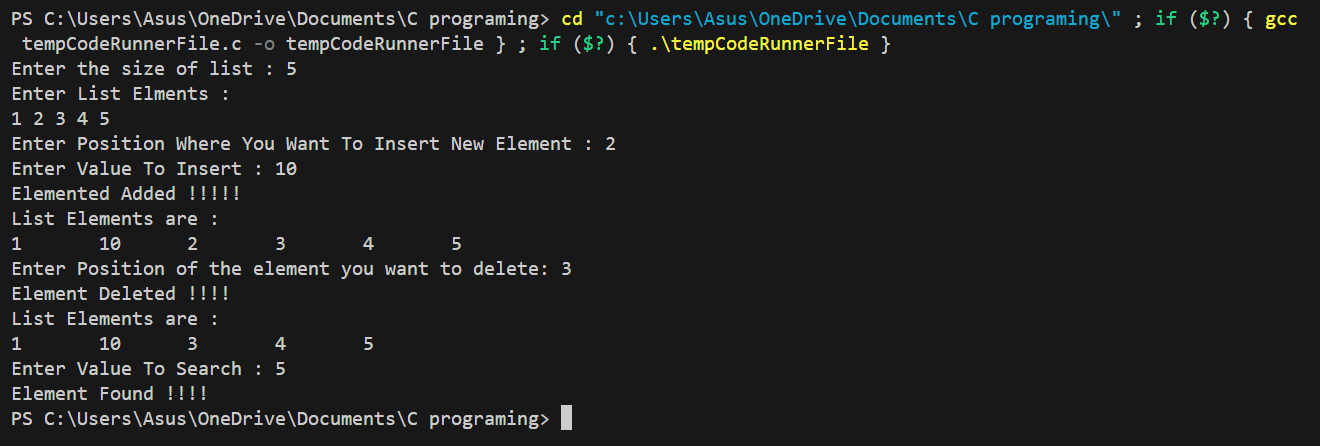 PS C:\Users\Asus\OneDrive\Documents\C programing> cd "c:\Users\Asus\OneDrive\Documents\C programing\" ; if ($?) { gcc
tempCodeRunnerFile.c -o tempCodeRunnerFile } ; if ($?) { .\tempCodeRunnerFile }
Enter the size of list : 5
Enter List Elments :
1 2 3 4 5
Enter Position Where You Want To Insert New Element : 2
Enter Value To Insert : 10
Elemented Added !!!!!
List Elements are :
1       10      2       3       4       5
Enter Position of the element you want to delete: 3
Element Deleted !!!!
List Elements are :
1       10      3       4       5
Enter Value To Search : 5
Element Found !!!!
PS C:\Users\Asus\OneDrive\Documents\C programing>